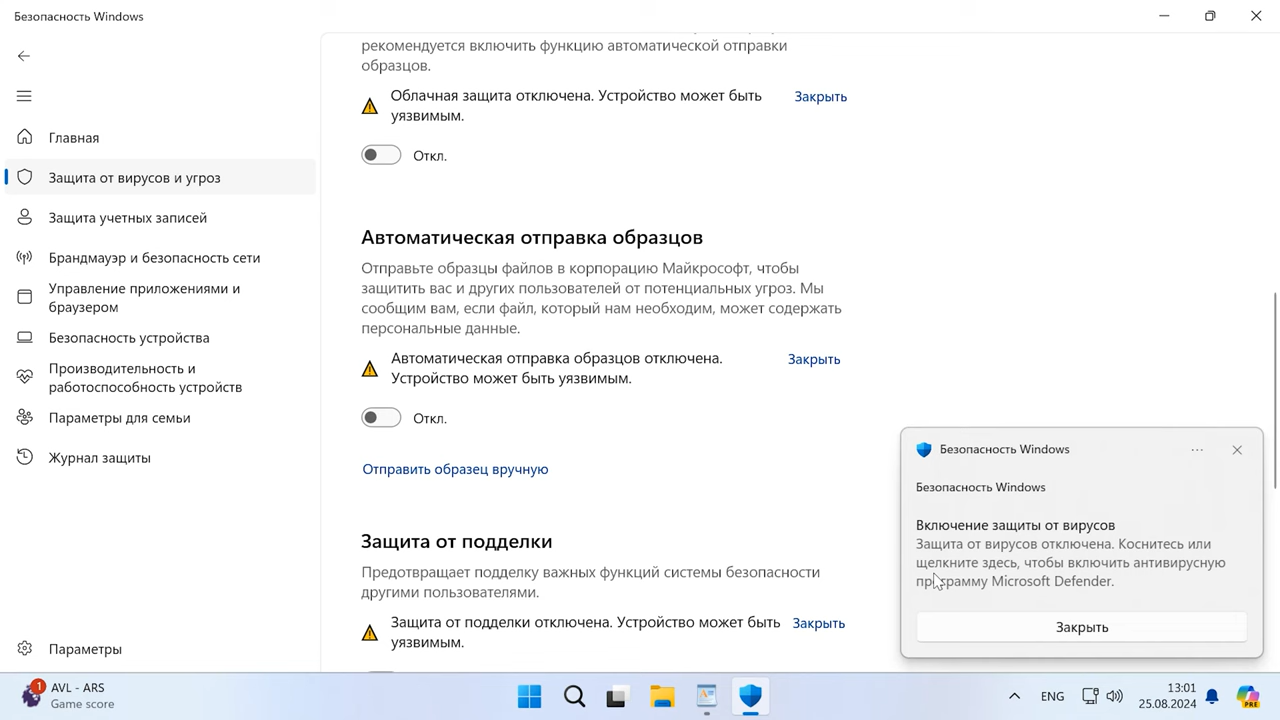 Безопасность Windows
Главная
Защита от вирусов и угроз
Защита учетных записей
Брандмауэр и безопасность сети
Управление приложениями и
браузером
Безопасность устройства
Производительность и
работоспособность устройств
Параметры для семьи
Журнал защиты
Параметры
рекомендуется включить функцию автоматической отправки
образцов.
Облачная защита отключена. Устройство может быть
уязвимым.
Закрыть
Откл.
Автоматическая отправка образцов
Отправьте образцы файлов в корпорацию Майкрософт, чтобы
защитить вас и других пользователей от потенциальных угроз. Мы
сообщим вам, если файл, который нам необходим, может содержать
персональные данные.
Автоматическая отправка образцов отключена.
Устройство может быть уязвимым.
Закрыть
Откл.
Отправить образец вручную
Защита от подделки
Предотвращает подделку важных функций системы безопасности
другими пользователями.
Защита от подделки отключена. Устройство может быть
уязвимым.
Закрыть
Безопасность Windows
Безопасность Windows
Включение защиты от вирусов
Защита от вирусов отключена. Коснитесь или
щелкните здесь, чтобы включить антивирусную
программу Microsoft Defender.
Закрыть
1
AVL - ARS
Game score
ENG
13:01
25.08.2024
PRE